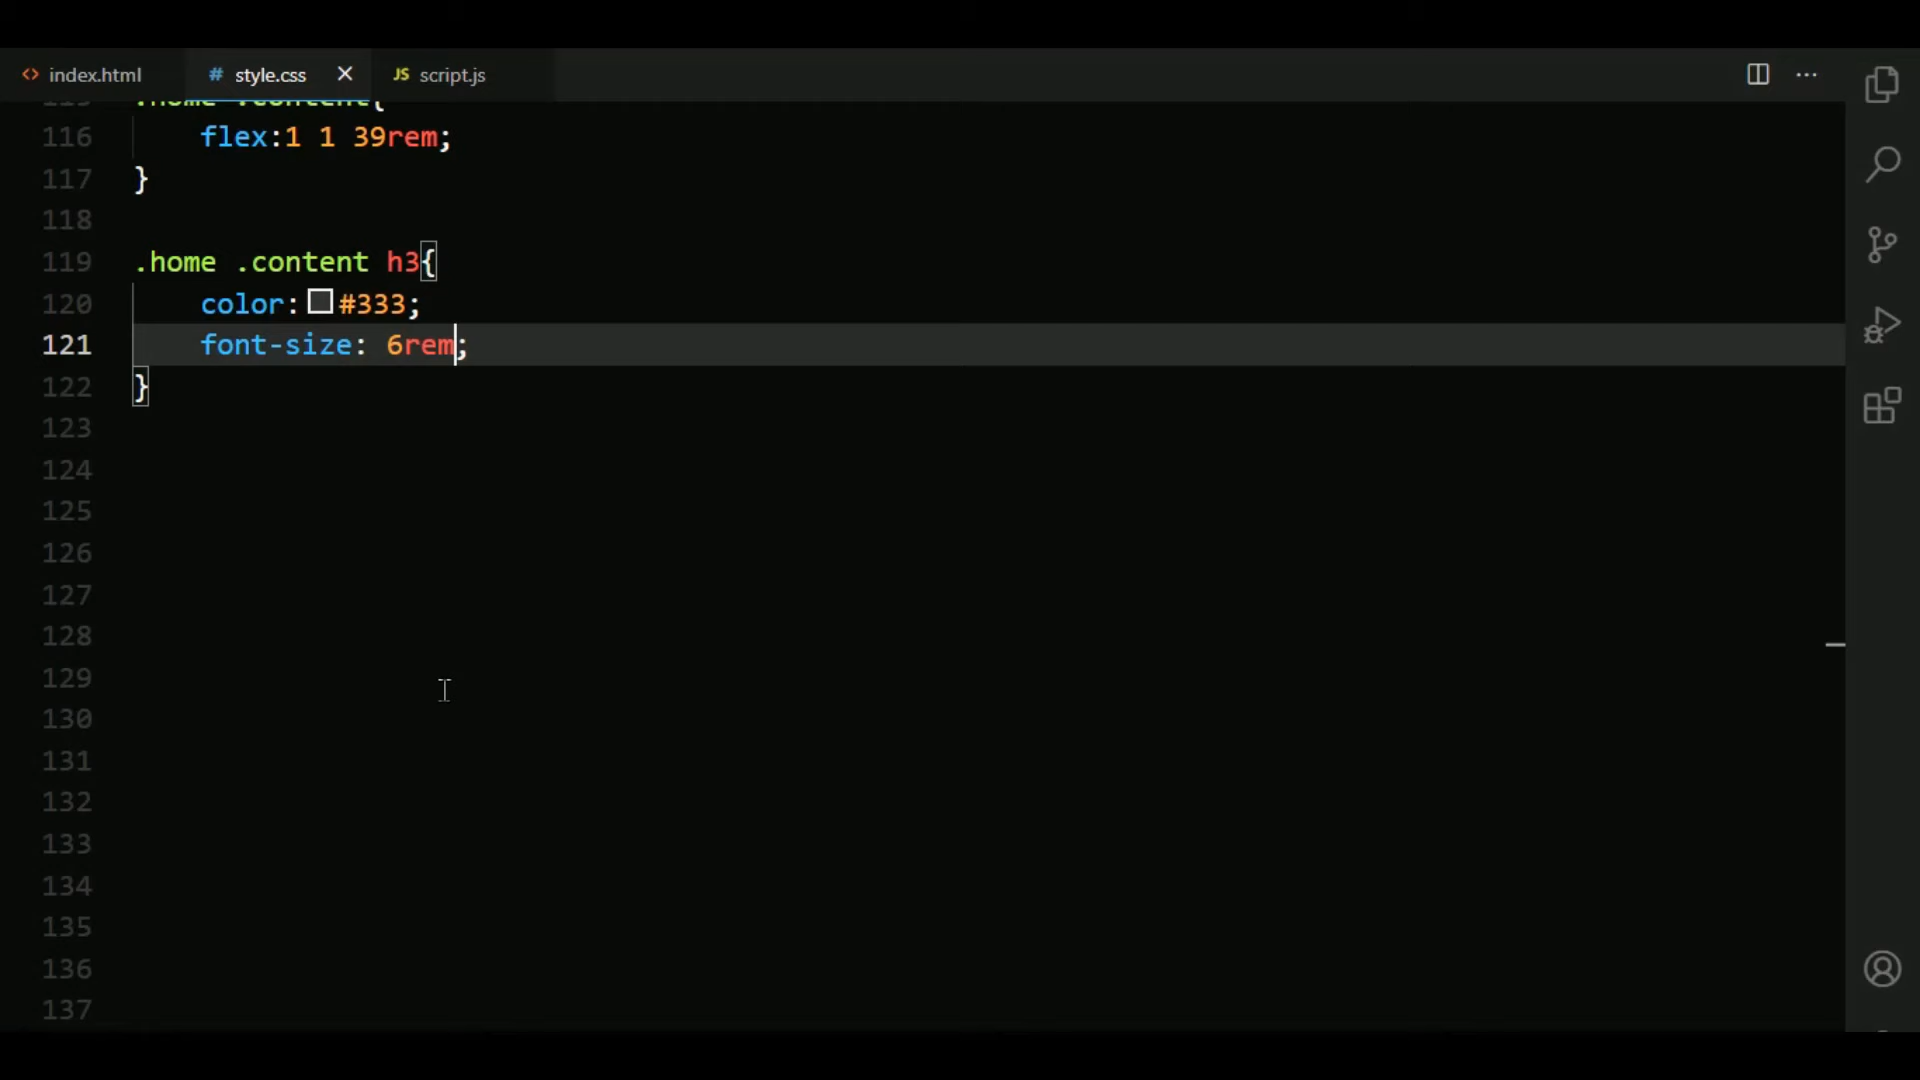 index.html
# style.css
JS script.js
.home .content{
116 flex:1 1 39rem;
117 }
118
119 .home .content h3{
120 color: #333;
121 font-size: 6rem;
122 }
123
124
125
126
127
128
129
130
131
132
133
134
135
136
137